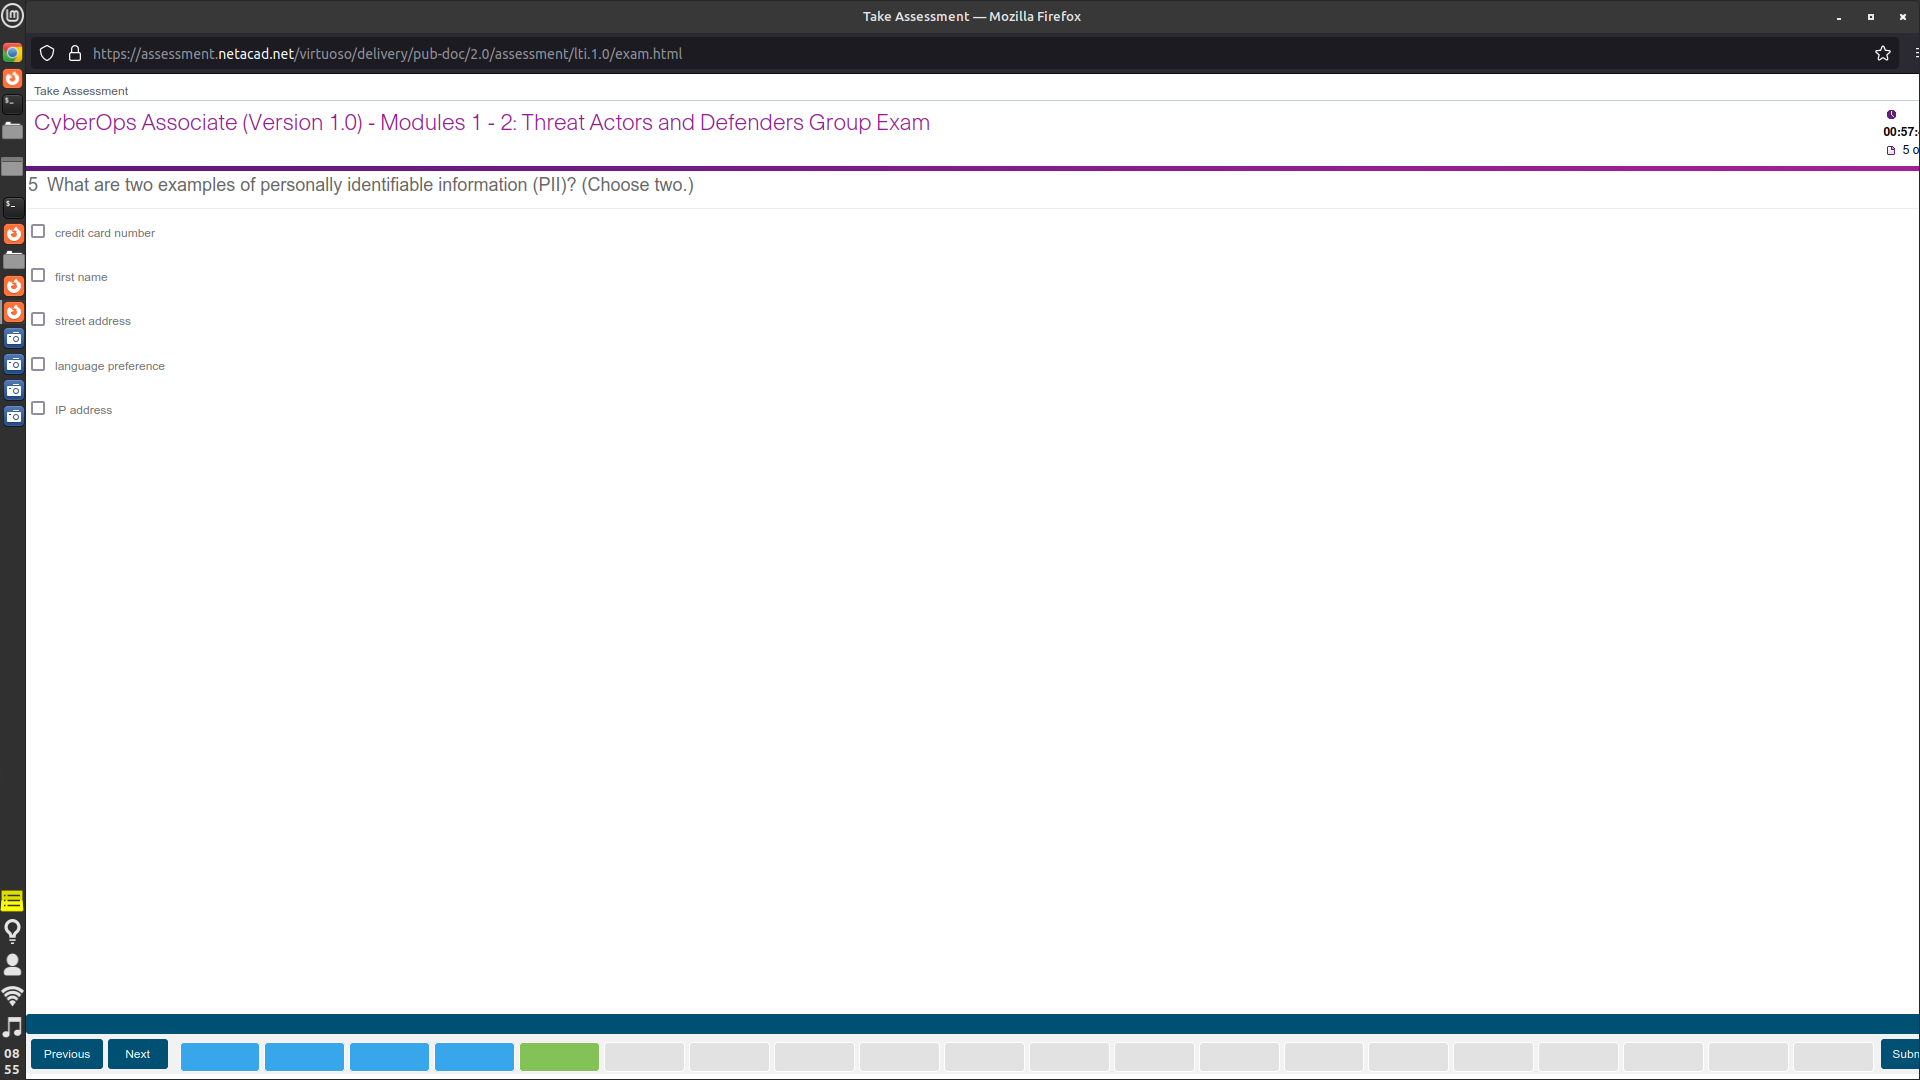 Take Assessment — Mozilla Firefox
https://assessment.netacad.net/virtuoso/delivery/pub-doc/2.0/assessment/lti.1.0/exam.html
Take Assessment
CyberOps Associate (Version 1.0) - Modules 1 - 2: Threat Actors and Defenders Group Exam
00:57:
5 o
5 What are two examples of personally identifiable information (PII)? (Choose two.)
credit card number
first name
street address
language preference
IP address
Previous
Next
Subm
08
55